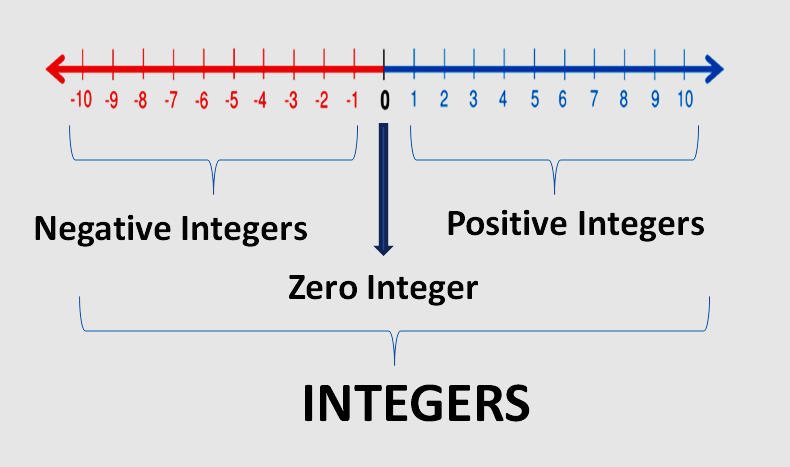 -10 -9 -8 -7 -6 -5 -4 -3 -2 -1 0 1 2 3 4 5 6 7 8 9 10
Negative Integers
Positive Integers
Zero Integer
INTEGERS